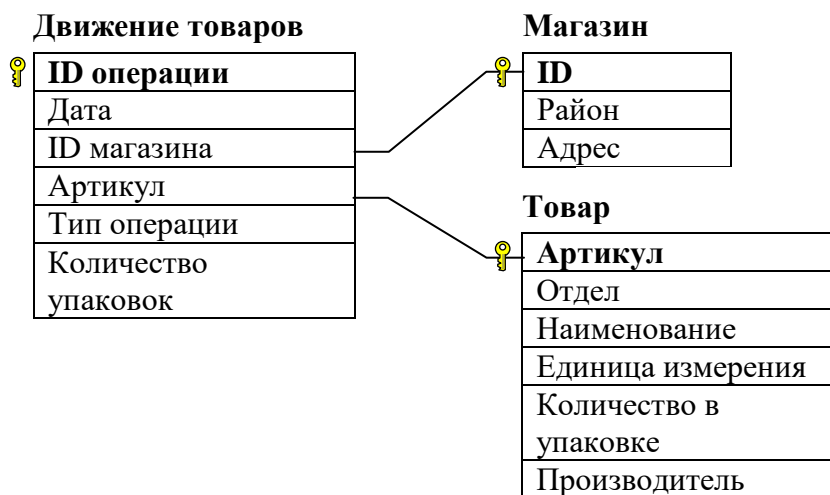 Движение товаров
ID операции
Дата
ID магазина
Артикул
Тип операции
Количество
упаковок
Магазин
ID
Район
Адрес
Товар
Артикул
Отдел
Наименование
Единица измерения
Количество в
упаковке
Производитель